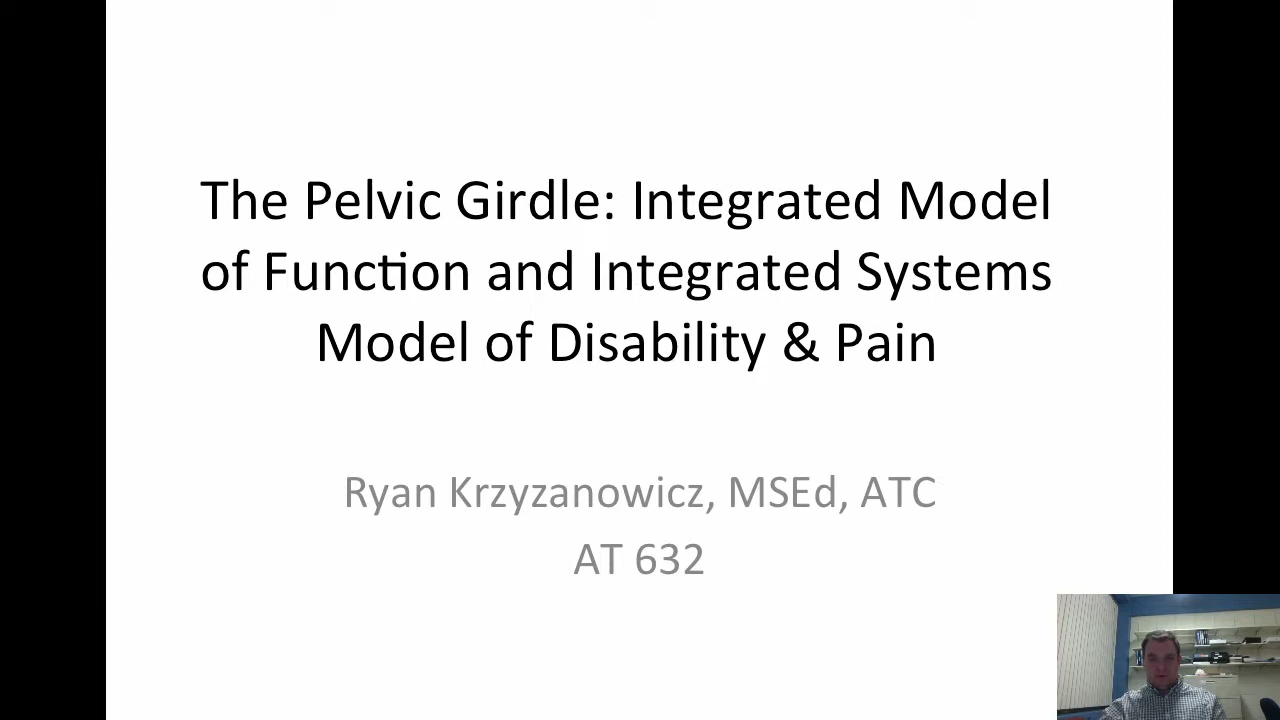 The Pelvic Girdle: Integrated Model
of Function and Integrated Systems
Model of Disability & Pain
Ryan Krzyzanowicz, MSEd, ATC
AT 632